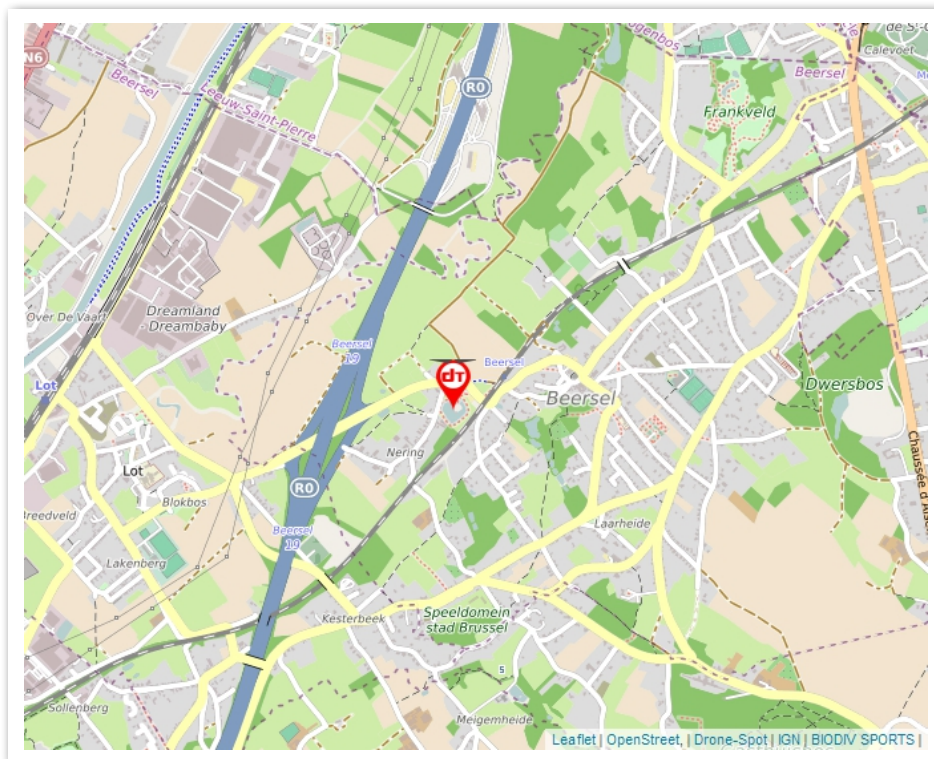 N6
Beersel
Leeuw-Saint-Pierre
R0
Beersel
Calevoet
Frankveld
Over De Vaart
Dreamland
Dreambaby
Beersel
19
Beersel
Dwersbos
Lot
Beersel
Nering
Lot
R0
Blokbos
Breedveld
Laarheide
Beersel
19
Lakenberg
Speeldomein
stad Brussel
Kesterbeek
5
Sollenberg
Meigemheide
Leaflet | OpenStreet, | Drone-Spot | IGN | BIODIV SPORTS |